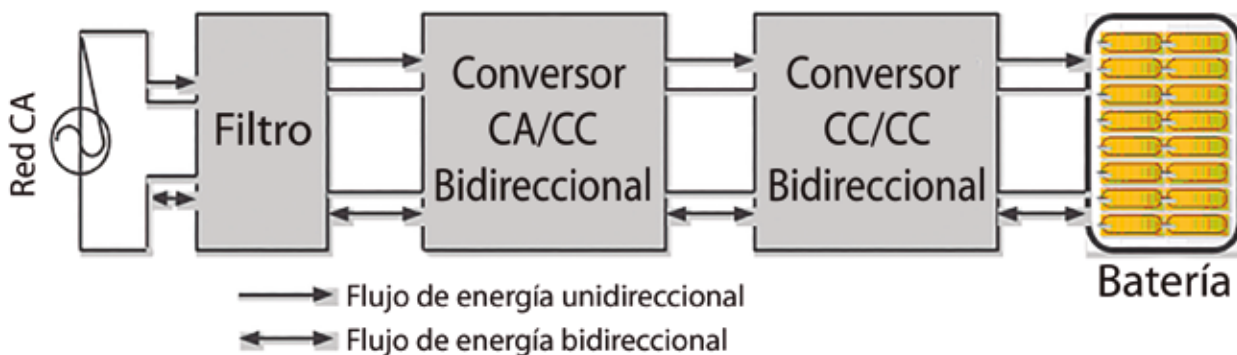 Red CA
Filtro
Conversor
CA/CC
Bidireccional
Conversor
CC/CC
Bidireccional
Batería
Flujo de energía unidireccional
Flujo de energía bidireccional